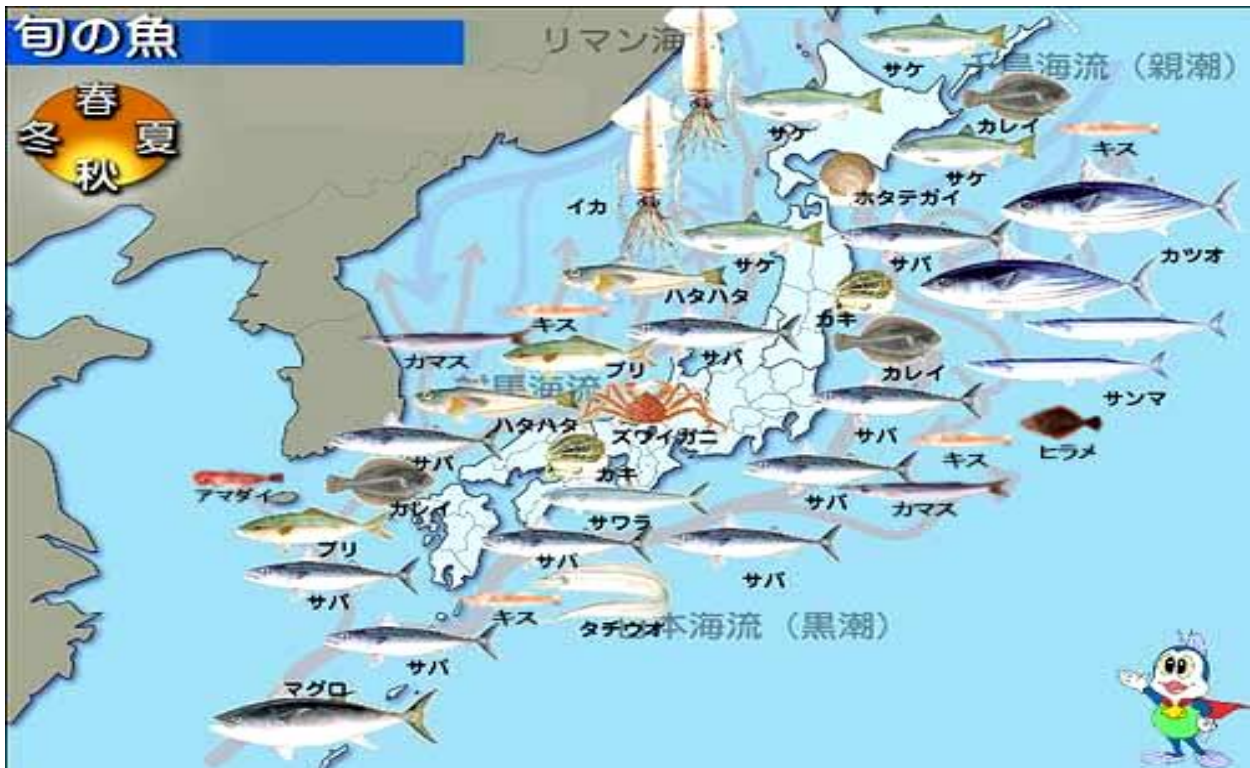 旬の魚
春
冬
夏
秋
リマン海
サケ
千島海流（親潮）
カレイ
サケ
キス
サケ
ホタテガイ
イカ
サケ
サバ
カツオ
ハタハタ
カキ
キス
カマス
ブリ
サバ
カレイ
海流
サンマ
ハタハタ
ズワイガニ
サバ
キス
ヒラメ
サバ
カキ
アマダイ
カレイ
サワラ
サバ
カマス
ブリ
サバ
サバ
サバ
キス
タチウオ
本海流（黒潮）
サバ
マグロ